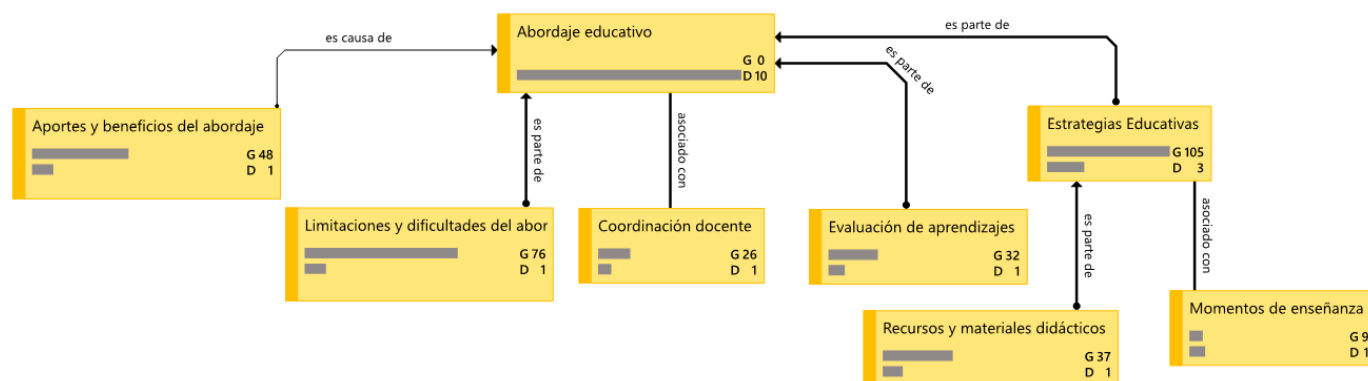 Abordaje educativo
G 0
D 10
es causa de
es parte de
es parte de
Aportes y beneficios del abordaje
G 48
D 1
es parte de
asociado con
Estrategias Educativas
G 105
D 3
Limitaciones y dificultades del abor
G 76
D 1
Coordinación docente
G 26
D 1
Evaluación de aprendizajes
G 32
D 1
es parte de
asociado con
Recursos y materiales didácticos
G 37
D 1
Momentos de enseñanza
G 9
D 1